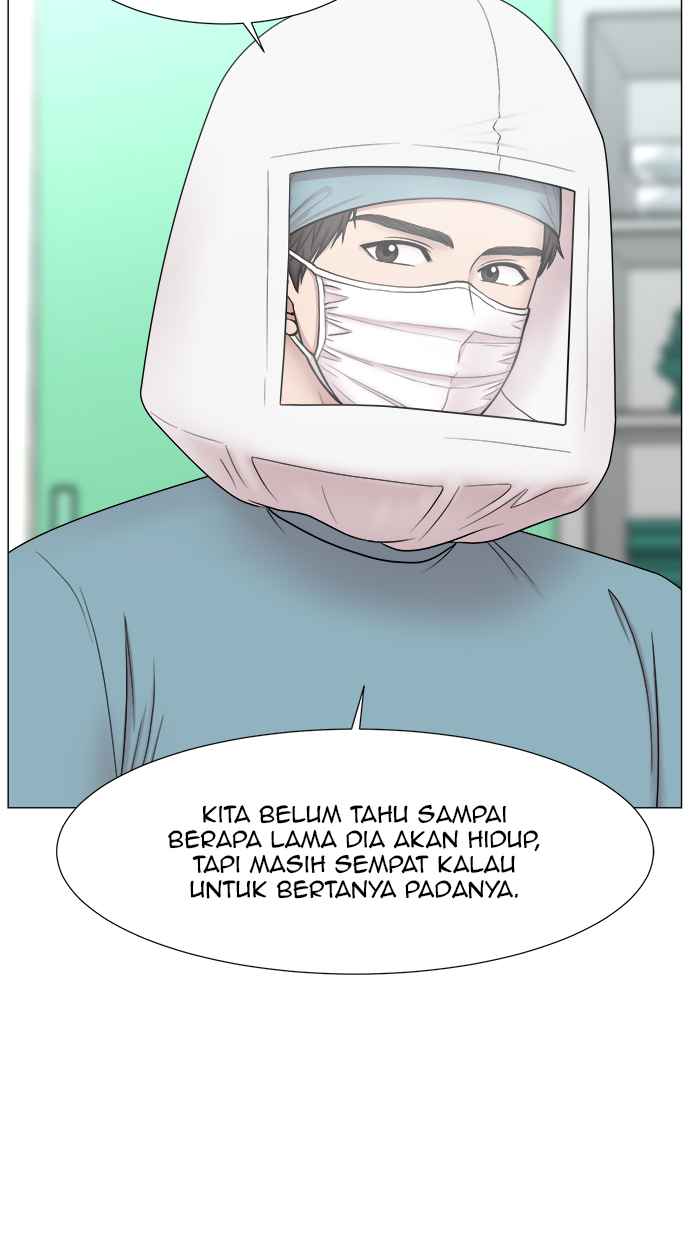 KITA BELUM TAHU SAMPAI
BERAPA LAMA DIA AKAN HIDUP,
TAPI MASIH SEMPAT KALAU
UNTUK BERTANYA PADANYA.